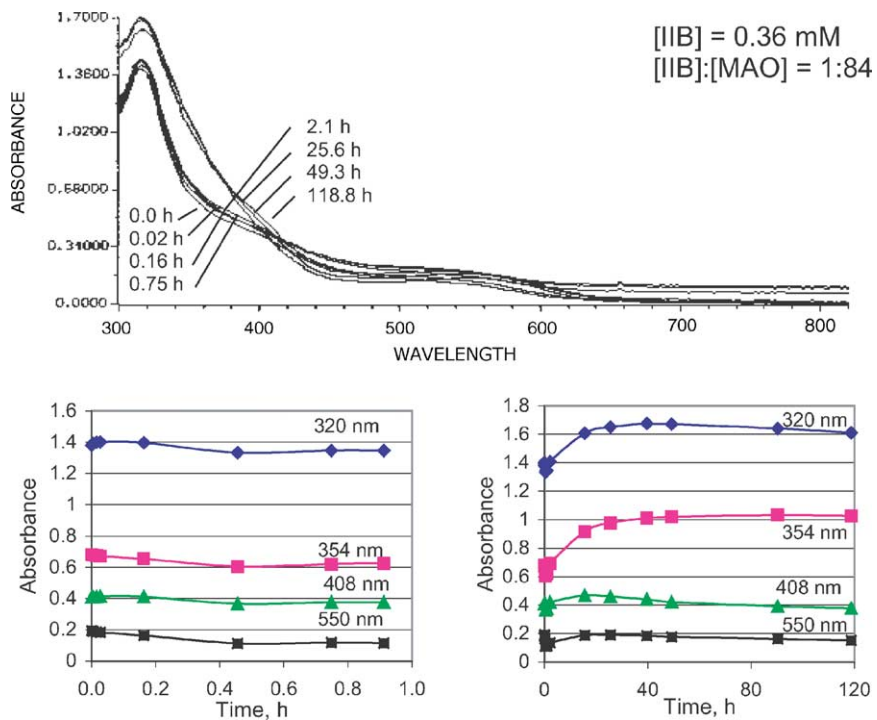 [IIB] = 0.36 mM
[IIB]:[MAO] = 1:84
ABSORBANCE
1.7000
1.3600
1.0200
0.68000
0.34000
0.0000
2.1 h
25.6 h
49.3 h
118.8 h
0.0 h
0.02 h
0.16 h
0.75 h
300 400 500 600 700 800
WAVELENGTH
Absorbance
1.6
1.4
1.2
1
0.8
0.6
0.4
0.2
0
320 nm
354 nm
408 nm
550 nm
0.0 0.2 0.4 0.6 0.8 1.0
Time, h
Absorbance
1.8
1.6
1.4
1.2
1
0.8
0.6
0.4
0.2
0
320 nm
354 nm
408 nm
550 nm
0 40 80 120
Time, h